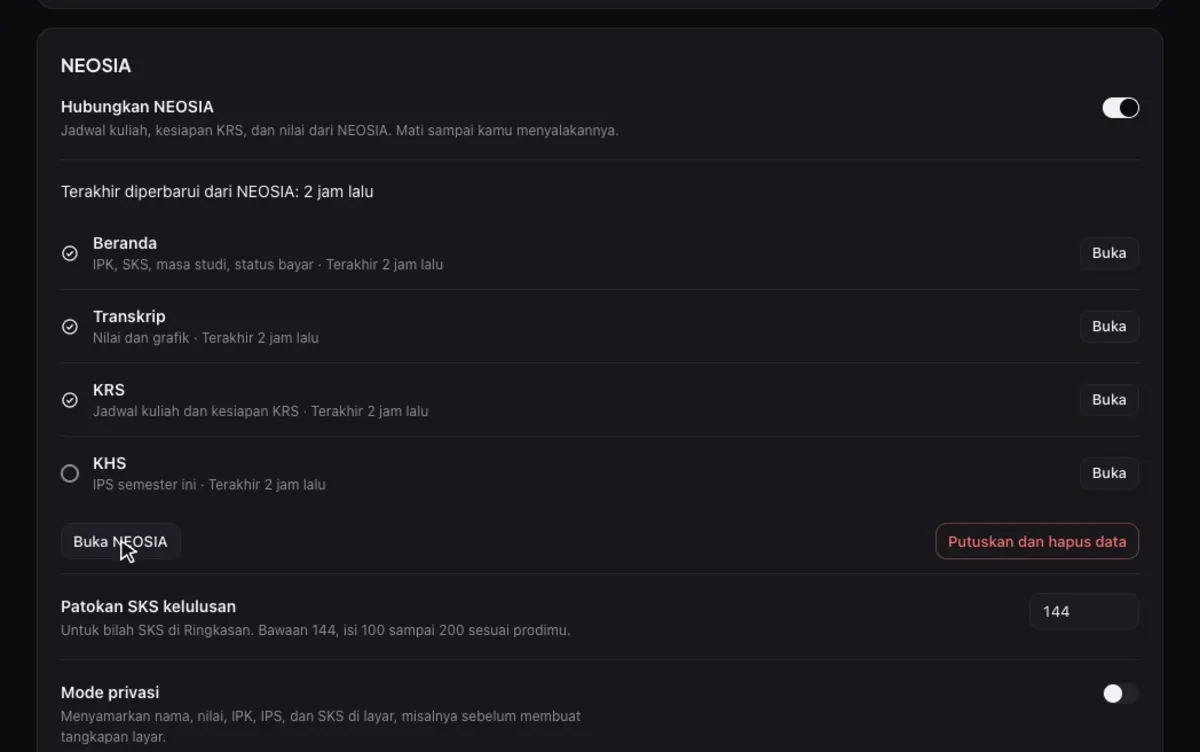 NEOSIA
Hubungkan NEOSIA
Jadwal kuliah, kesiapan KRS, dan nilai dari NEOSIA. Mati sampai kamu menyalakannya.
Terakhir diperbarui dari NEOSIA: 2 jam lalu
Beranda
IPK, SKS, masa studi, status bayar · Terakhir 2 jam lalu
Buka
Transkrip
Nilai dan grafik · Terakhir 2 jam lalu
Buka
KRS
Jadwal kuliah dan kesiapan KRS · Terakhir 2 jam lalu
Buka
KHS
IPS semester ini · Terakhir 2 jam lalu
Buka
Buka NEOSIA
Putuskan dan hapus data
Patokan SKS kelulusan
144
Untuk bilah SKS di Ringkasan. Bawaan 144, isi 100 sampai 200 sesuai prodimu.
Mode privasi
Menyamarkan nama, nilai, IPK, IPS, dan SKS di layar, misalnya sebelum membuat
tangkapan layar.